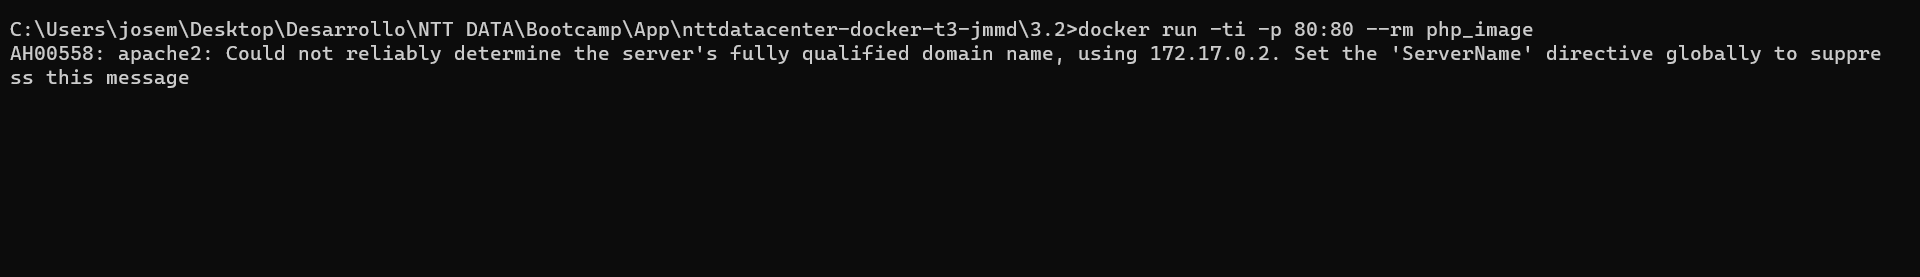 C:\Users\josem\Desktop\Desarrollo\NTT DATA\Bootcamp\App\nttdatacenter-docker-t3-jmmd\3.2>docker run -ti -p 80:80 --rm php_image
AH00558: apache2: Could not reliably determine the server's fully qualified domain name, using 172.17.0.2. Set the 'ServerName' directive globally to suppre
ss this message